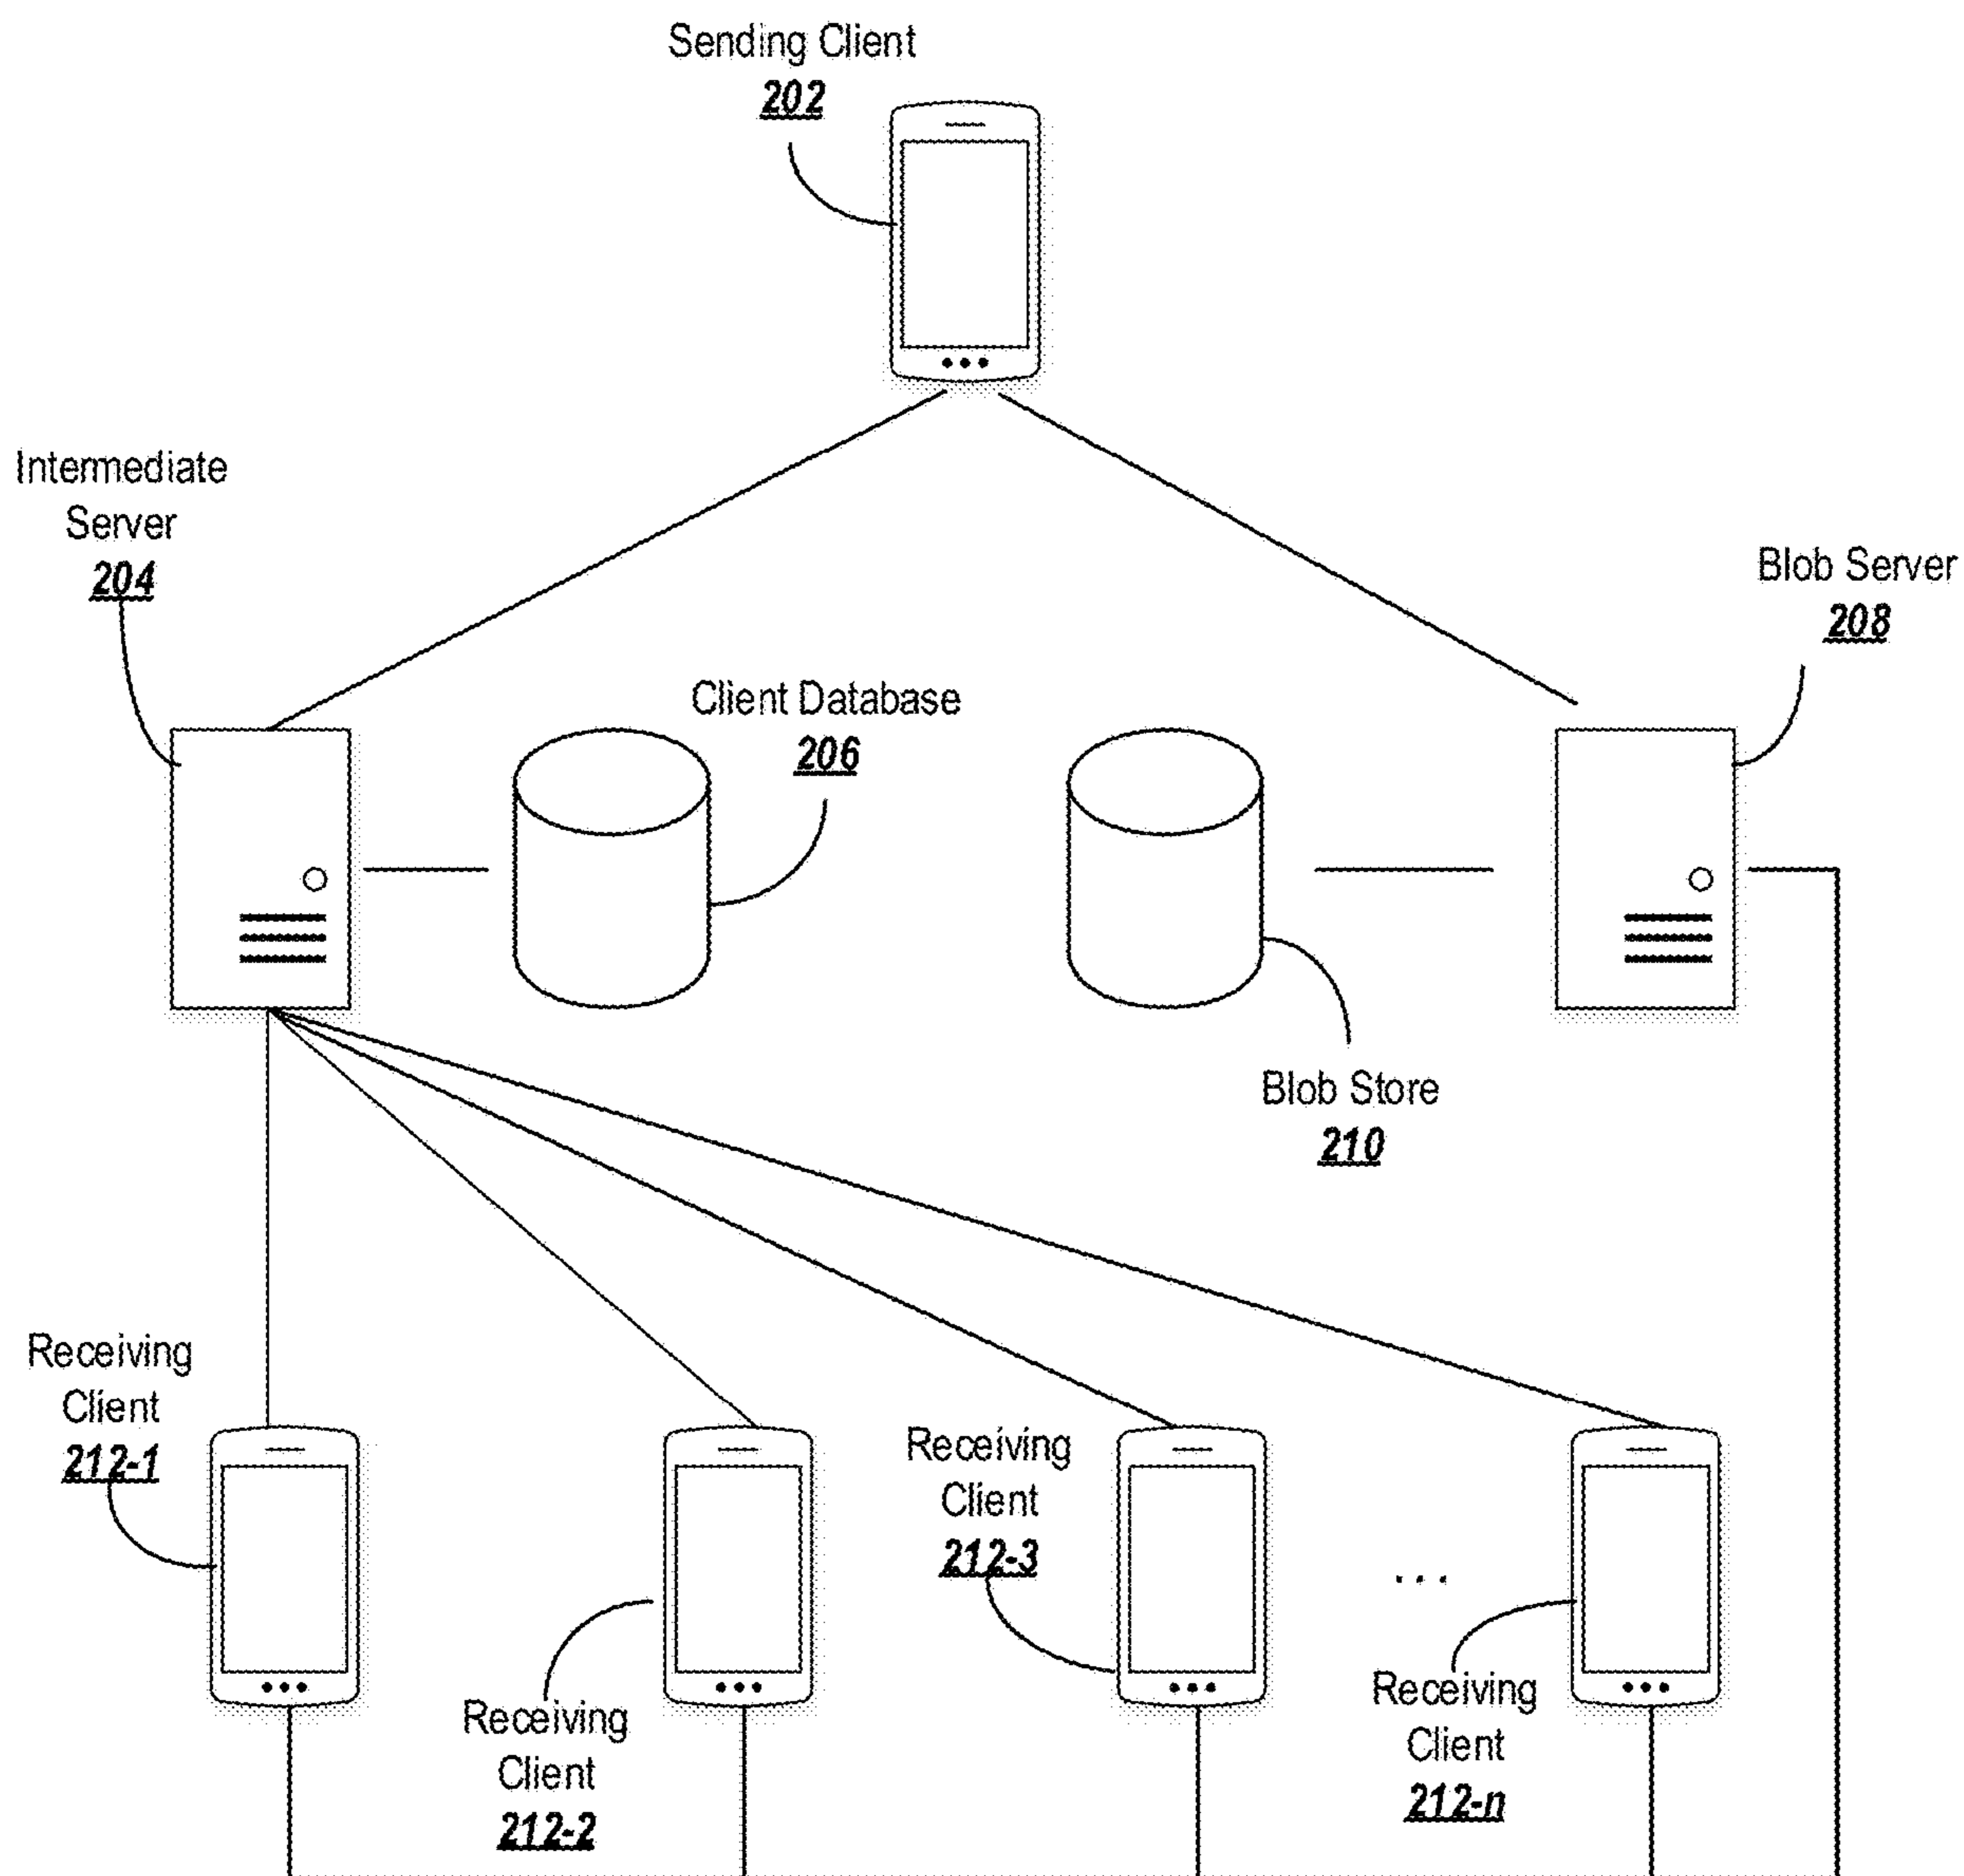 Sending Client
202
Intermediate
Server
204
Blob Server
208
Client Database
206
Blob Store
210
Receiving
Client
212-1
Receiving
Client
212-2
Receiving
Client
212-3
...
Receiving
Client
212-n